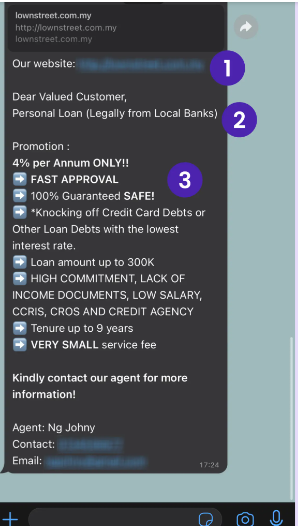 lownstreet.com.my
http://lownstreet.com.my
lownstreet.com.my
Our website:
1
Dear Valued Customer,
Personal Loan (Legally from Local Banks)
2
Promotion :
4% per Annum ONLY!!
3
➡️ FAST APPROVAL
➡️ 100% Guaranteed SAFE!
➡️ *Knocking off Credit Card Debts or
Other Loan Debts with the lowest
interest rate.
➡️ Loan amount up to 300K
➡️ HIGH COMMITMENT, LACK OF
INCOME DOCUMENTS, LOW SALARY,
CCRIS, CROS AND CREDIT AGENCY
➡️ Tenure up to 9 years
➡️ VERY SMALL service fee
Kindly contact our agent for more
information!
Agent: Ng Johny
Contact:
Email:
17:24